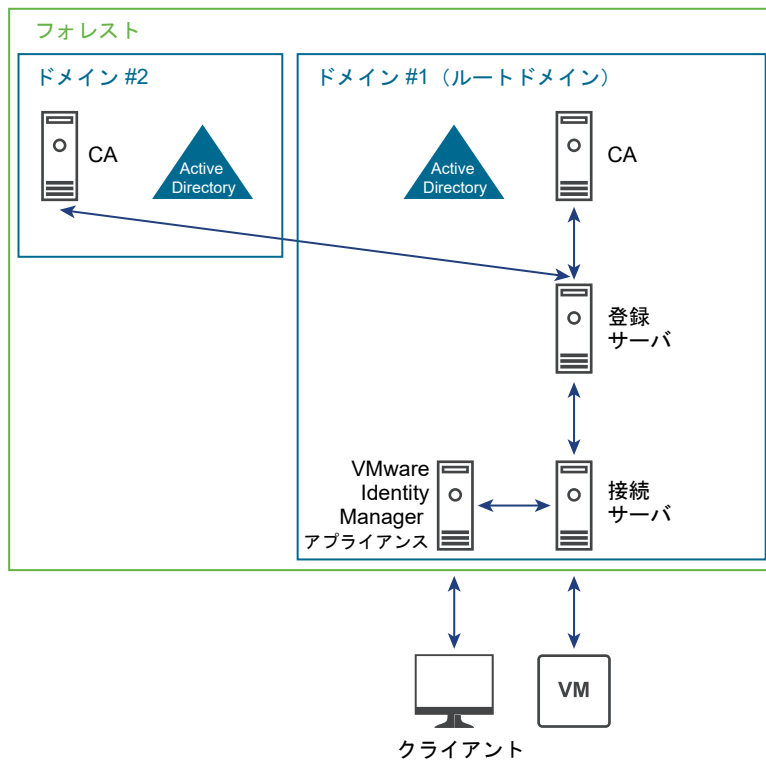 フォレスト
ドメイン #2
CA
Active
Directory
ドメイン #1（ルートドメイン）
Active
Directory
CA
登録
サーバ
VMware
Identity
Manager
アプライアンス
接続
サーバ
クライアント
VM